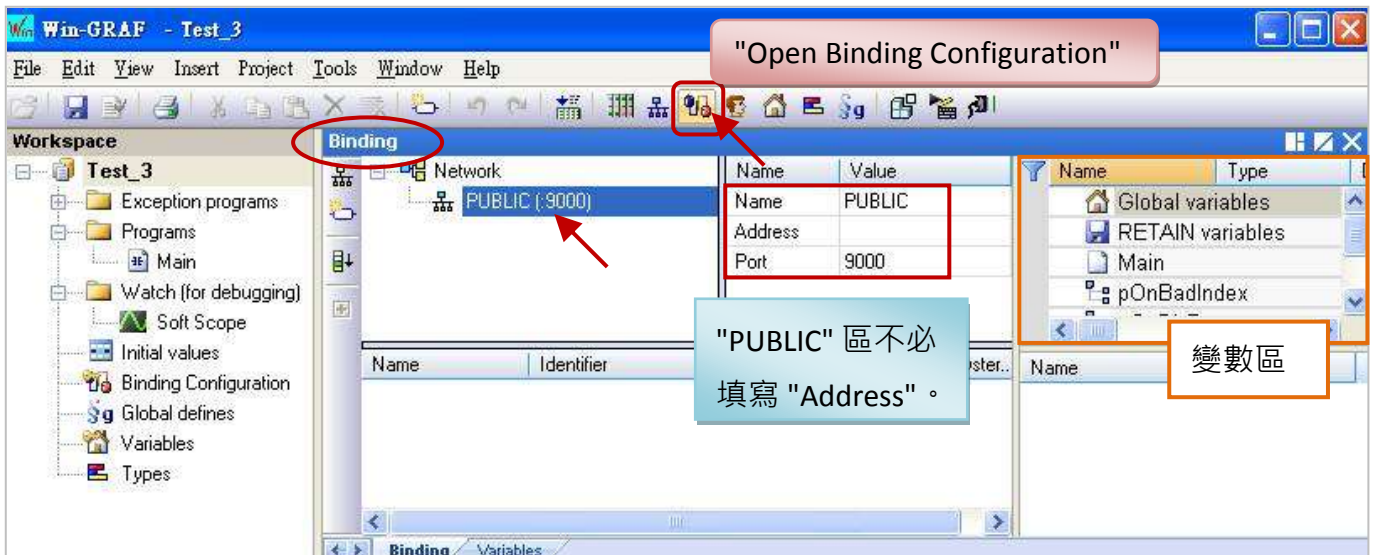 Win-GRAF - Test_3
"Open Binding Configuration"
File Edit View Insert Project Tools Window Help
Workspace
Binding
Test_3
Exception programs
Programs
Main
Watch (for debugging)
Soft Scope
Initial values
Binding Configuration
Global defines
Variables
Types
Network
PUBLIC (:9000)
Name Value
Name PUBLIC
Address
Port 9000
Name Type
Global variables
RETAIN variables
Main
pOnBadIndex
"PUBLIC" 區不必
填寫 "Address"。
變數區
Name Identifier
Name
Binding Variables